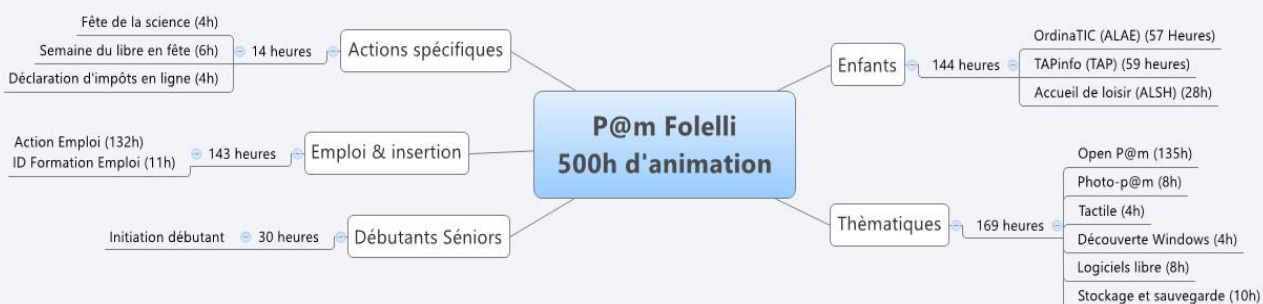 P@m Folelli
500h d'animation
Actions spécifiques
14 heures
Fête de la science (4h)
Semaine du libre en fête (6h)
Déclaration d'impôts en ligne (4h)
Emploi & insertion
143 heures
Action Emploi (132h)
ID Formation Emploi (11h)
Débutants Séniors
30 heures
Initiation débutant
Enfants
144 heures
OrdinaTIC (ALAE) (57 Heures)
TAPinfo (TAP) (59 heures)
Accueil de loisir (ALSH) (28h)
Thèmatiques
169 heures
Open P@m (135h)
Photo-p@m (8h)
Tactile (4h)
Découverte Windows (4h)
Logiciels libre (8h)
Stockage et sauvegarde (10h)